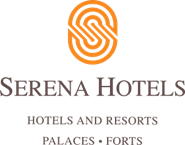 SERENA HOTELS
HOTELS AND RESORTS
PALACES • FORTS